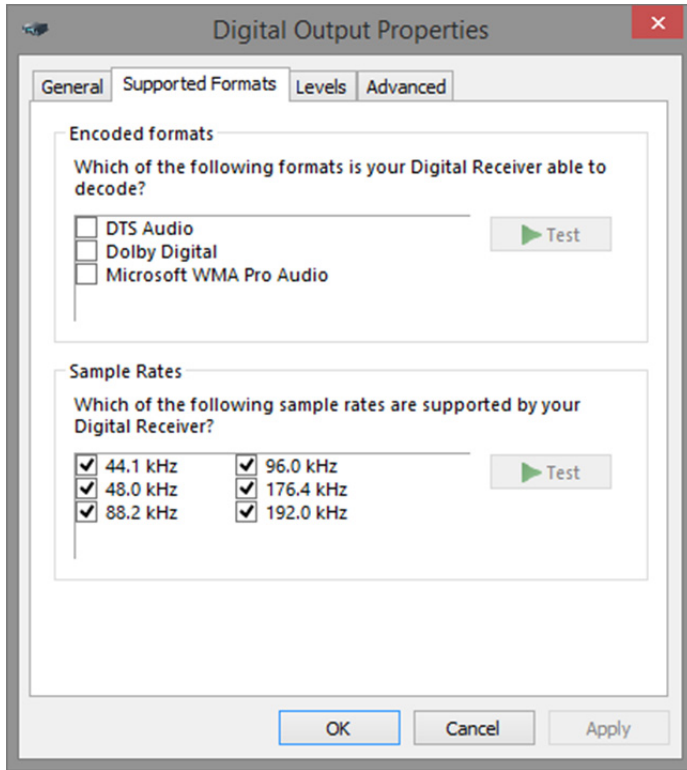 Digital Output Properties
General Supported Formats Levels Advanced
Encoded formats
Which of the following formats is your Digital Receiver able to
decode?
DTS Audio
Dolby Digital
Microsoft WMA Pro Audio
Test
Sample Rates
Which of the following sample rates are supported by your
Digital Receiver?
44.1 kHz 96.0 kHz
48.0 kHz 176.4 kHz
88.2 kHz 192.0 kHz
Test
OK Cancel Apply